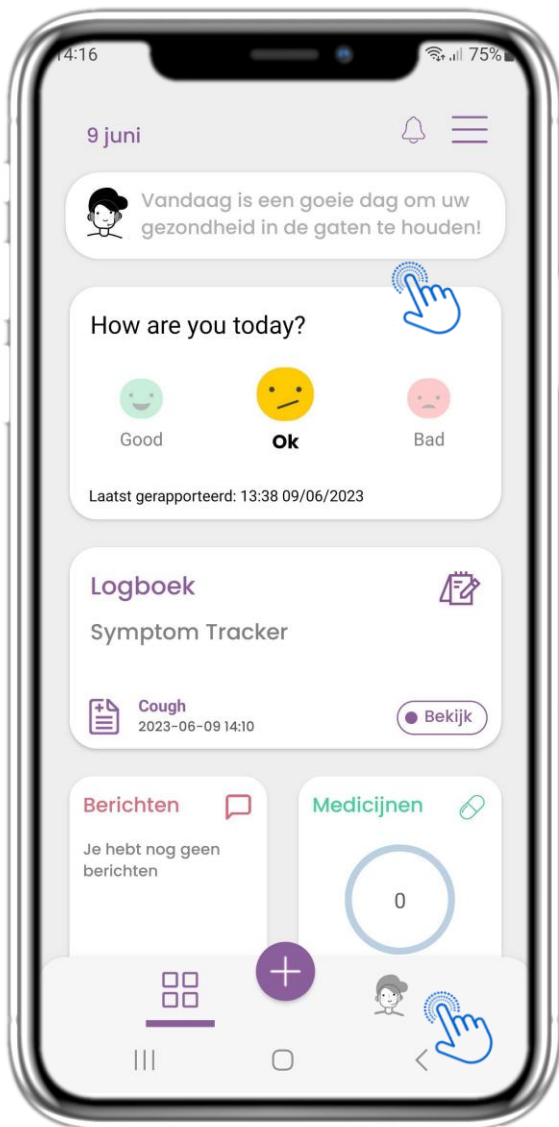 14:16
75%
9 juni
Vandaag is een goeie dag om uw
gezondheid in de gaten te houden!
How are you today?
Good
Ok
Bad
Laatst gerapporteerd: 13:38 09/06/2023
Logboek
Symptom Tracker
Cough
2023-06-09 14:10
Bekijk
Berichten
Je hebt nog geen
berichten
Medicijnen
0